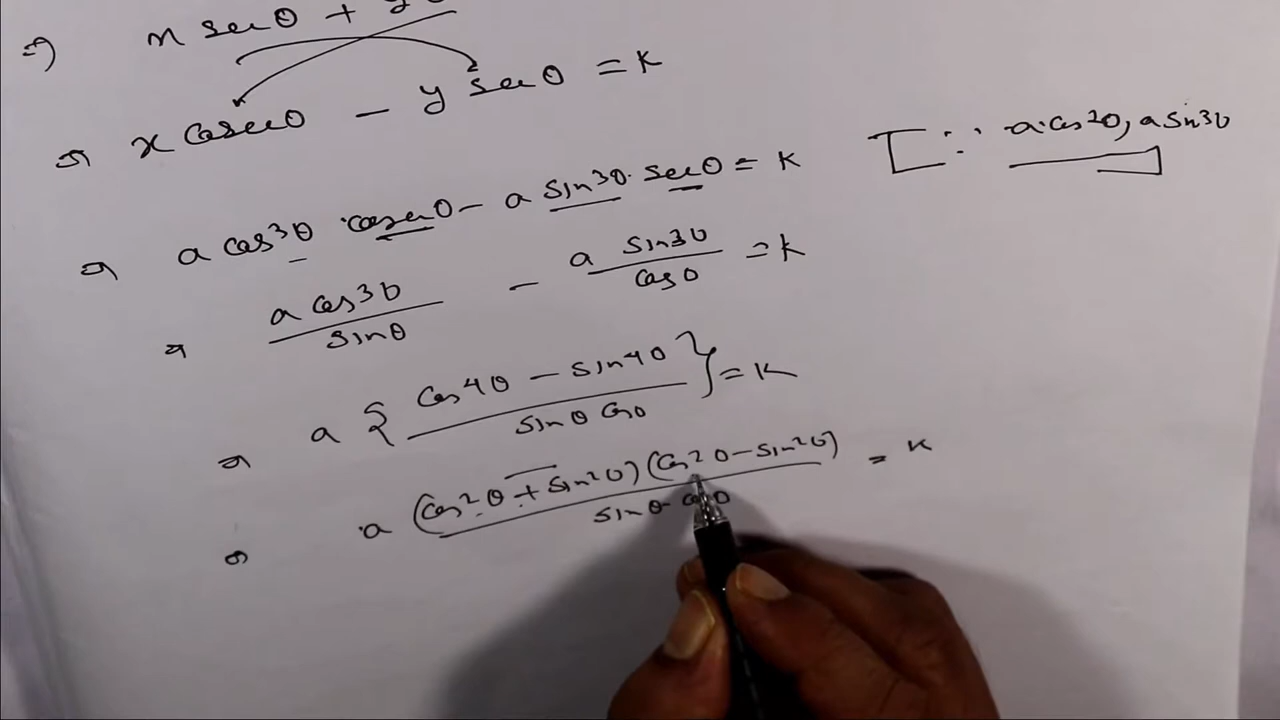 ⇒ x secθ + y
⇒ x cosecθ − y secθ = K
[∵ a cos³θ, a sin³θ
⇒ a cos³θ · cosecθ − a sin³θ · secθ = K
⇒ a cos³θ / sinθ − a sin³θ / cosθ = K
⇒ a { cos⁴θ − sin⁴θ / sinθ cosθ } = K
⇒ a (cos²θ + sin²θ)(cos²θ − sin²θ) / sinθ · cosθ = K